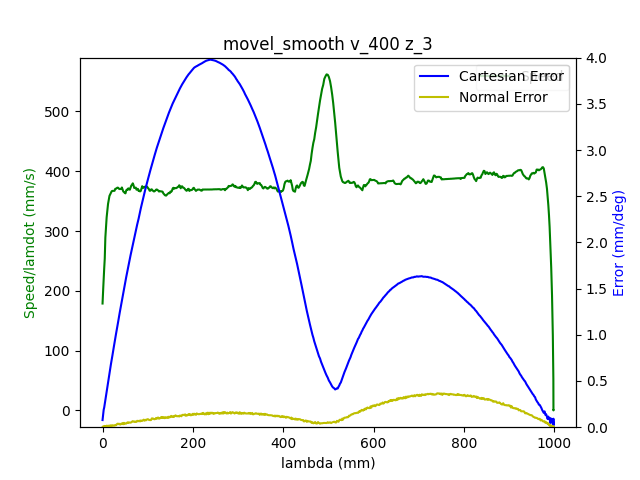 movel_smooth v_400 z_3
Cartesian Error
Normal Error
Speed/lamdot (mm/s)
500
400
300
200
100
0
4.0
3.5
3.0
2.5
2.0
1.5
1.0
0.5
0.0
Error (mm/deg)
0 200 400 600 800 1000
lambda (mm)